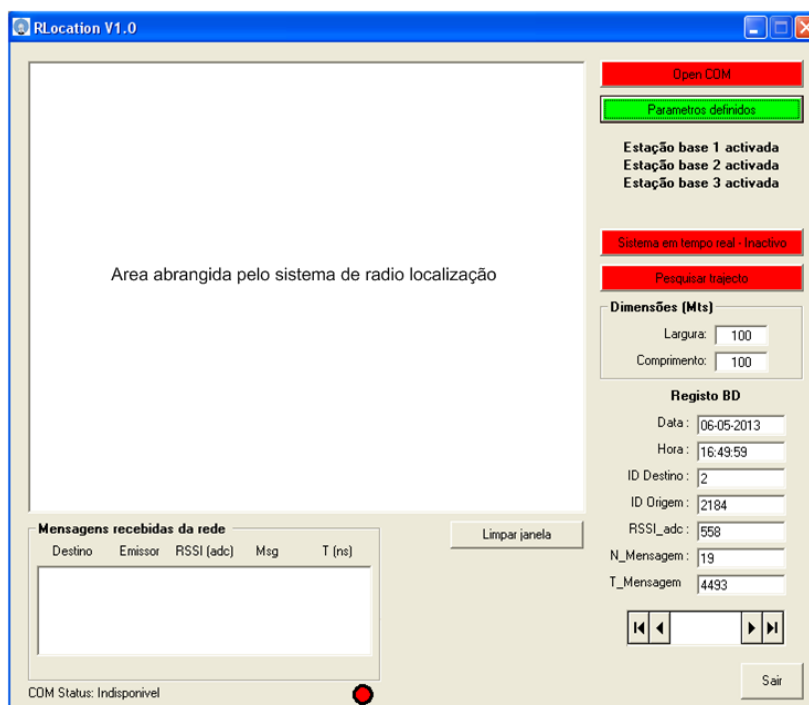 RLocation V1.0
Open COM
Parametros definidos
Estação base 1 activada
Estação base 2 activada
Estação base 3 activada
Area abrangida pelo sistema de radio localização
Sistema em tempo real - Inactivo
Pesquisar trajecto
Dimensões (Mts)
Largura: 100
Comprimento: 100
Registo BD
Data : 06-05-2013
Hora : 16:49:59
ID Destino : 2
ID Origem : 2184
RSSI_adc : 558
N_Mensagem : 19
T_Mensagem 4493
Mensagens recebidas da rede
Destino Emissor RSSI (adc) Msg T (ns)
Limpar janela
COM Status: Indisponivel
Sair